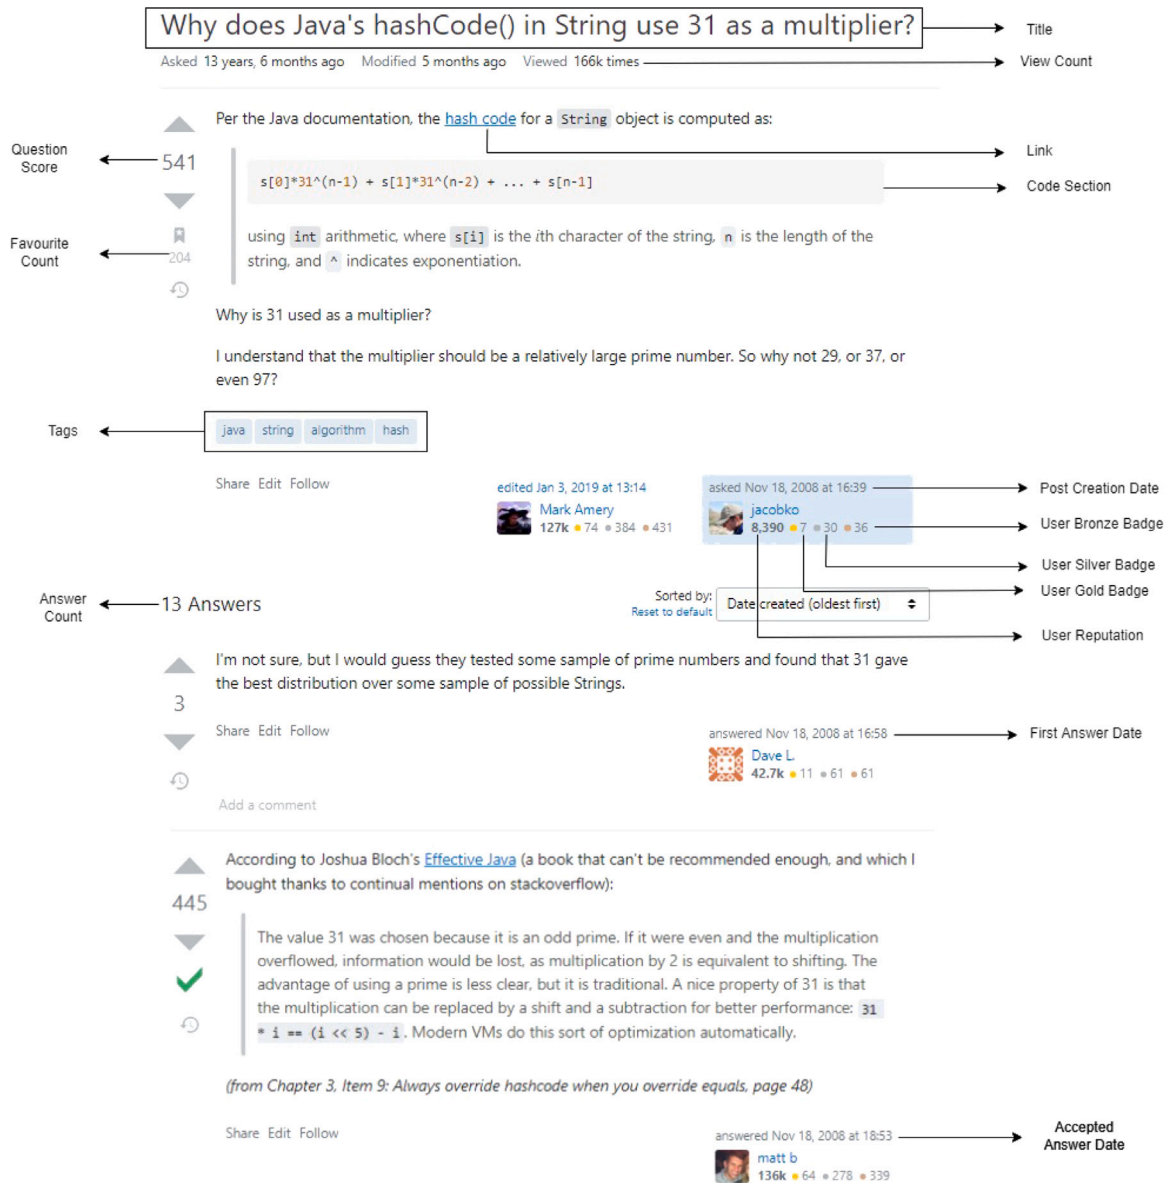 Why does Java's hashCode() in String use 31 as a multiplier?
Title
Asked 13 years, 6 months ago Modified 5 months ago Viewed 166k times
View Count
Per the Java documentation, the hash code for a String object is computed as:
Link
Question
Score
541
s[0]*31^(n-1) + s[1]*31^(n-2) + ... + s[n-1]
Code Section
using int arithmetic, where s[i] is the ith character of the string, n is the length of the
string, and ^ indicates exponentiation.
Favourite
Count
204
Why is 31 used as a multiplier?
I understand that the multiplier should be a relatively large prime number. So why not 29, or 37, or
even 97?
Tags
java string algorithm hash
Share Edit Follow
edited Jan 3, 2019 at 13:14
Mark Amery
127k 74 384 431
asked Nov 18, 2008 at 16:39
jacobko
8,390 7 30 36
Post Creation Date
User Bronze Badge
User Silver Badge
User Gold Badge
User Reputation
Answer
Count
13 Answers
Sorted by:
Reset to default
Date created (oldest first)
I'm not sure, but I would guess they tested some sample of prime numbers and found that 31 gave
the best distribution over some sample of possible Strings.
3
Share Edit Follow
answered Nov 18, 2008 at 16:58
First Answer Date
Dave L.
42.7k 11 61 61
Add a comment
According to Joshua Bloch's Effective Java (a book that can't be recommended enough, and which I
bought thanks to continual mentions on stackoverflow):
445
The value 31 was chosen because it is an odd prime. If it were even and the multiplication
overflowed, information would be lost, as multiplication by 2 is equivalent to shifting. The
advantage of using a prime is less clear, but it is traditional. A nice property of 31 is that
the multiplication can be replaced by a shift and a subtraction for better performance: 31
* i == (i << 5) - i. Modern VMs do this sort of optimization automatically.
(from Chapter 3, Item 9: Always override hashcode when you override equals, page 48)
Share Edit Follow
answered Nov 18, 2008 at 18:53
Accepted
Answer Date
matt b
136k 64 278 339